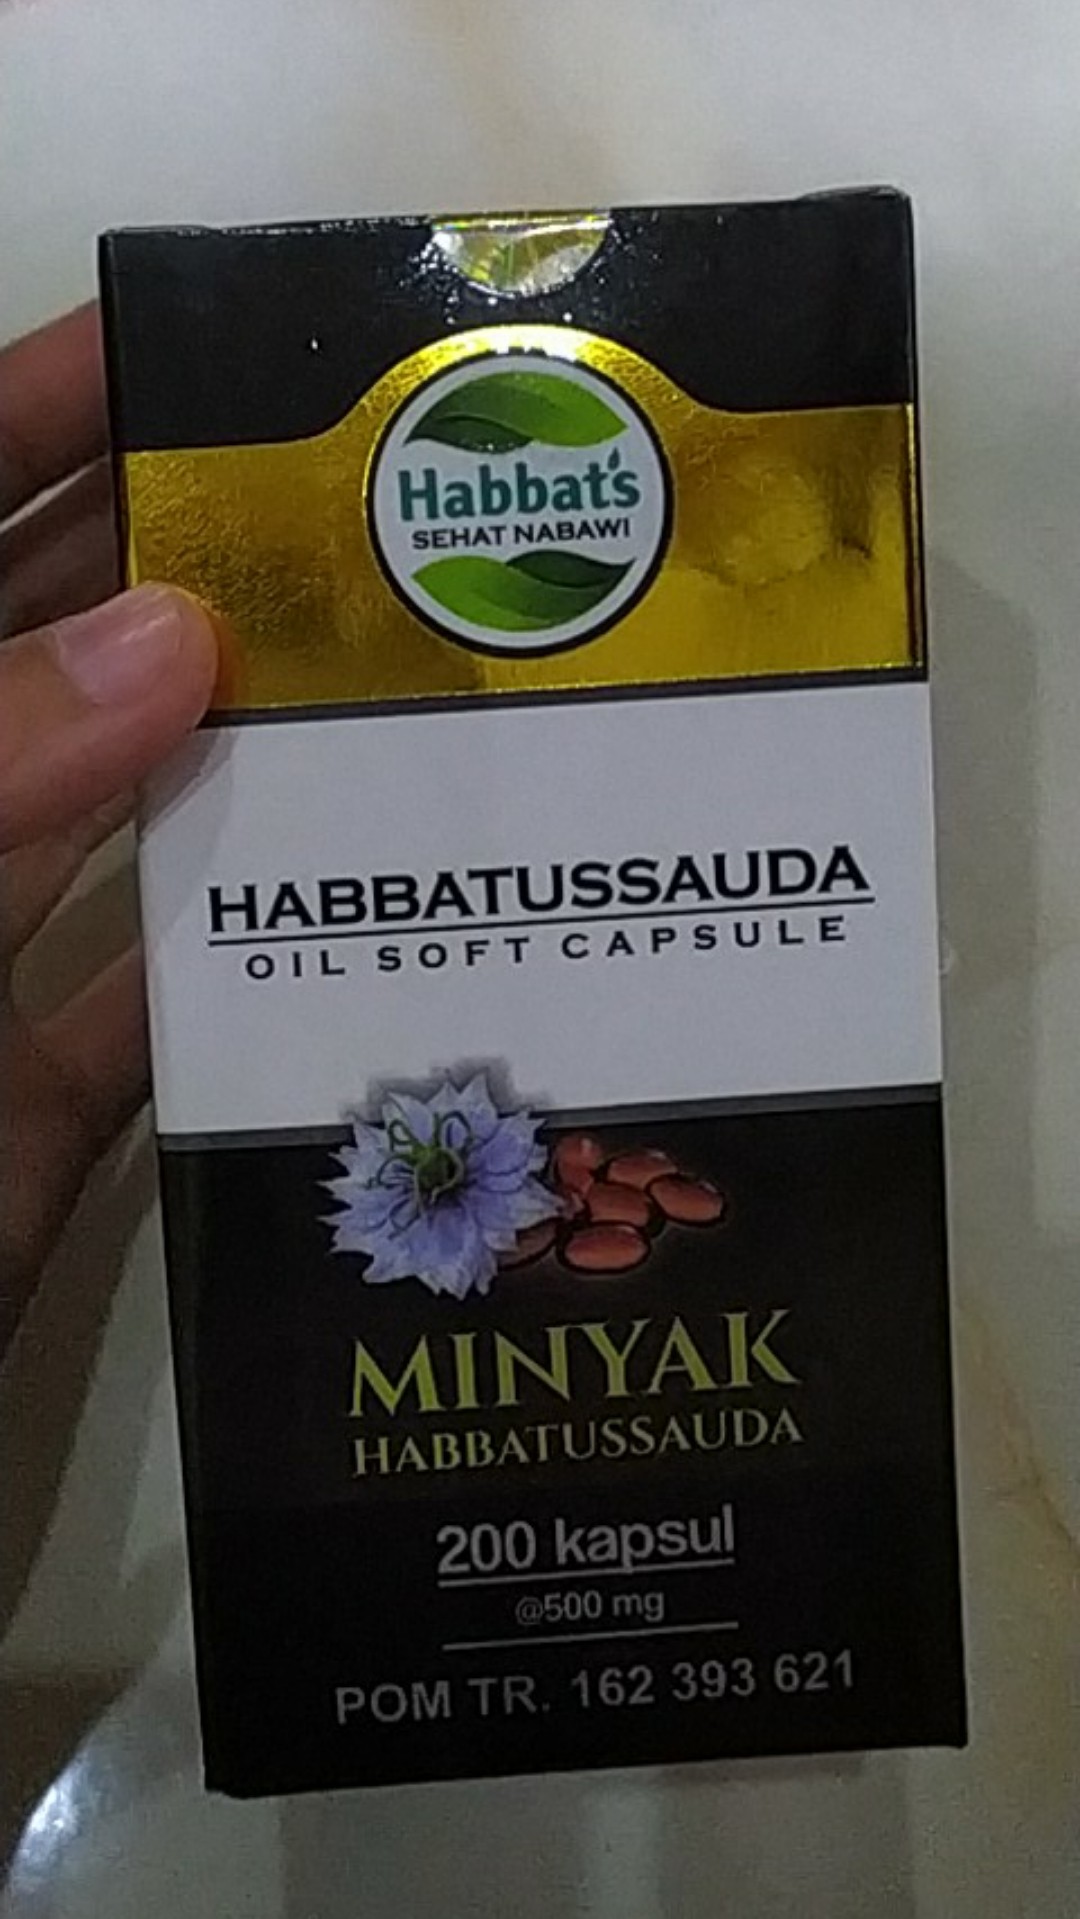 Habbat's
SEHAT NABAWI
HABBATUSSAUDA
OIL SOFT CAPSULE
MINYAK
HABBATUSSAUDA
200 kapsul
@500 mg
POM TR. 162 393 621